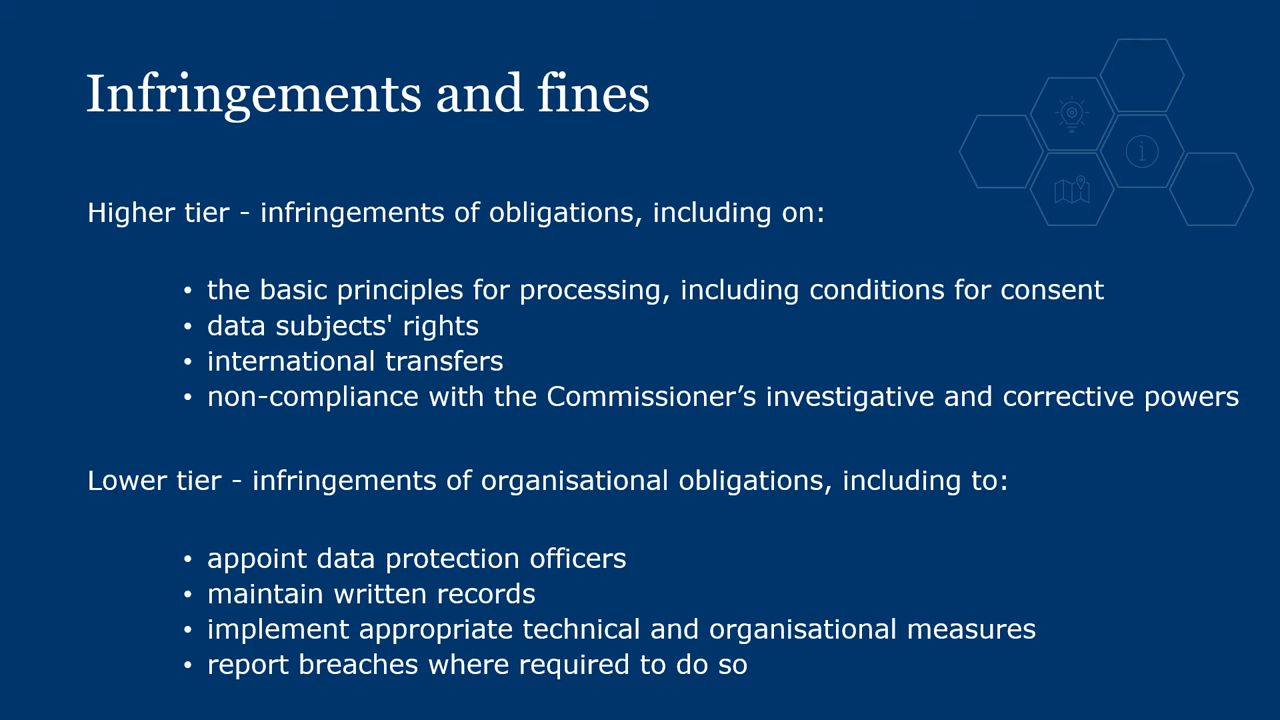 Infringements and fines
Higher tier - infringements of obligations, including on:
• the basic principles for processing, including conditions for consent
• data subjects' rights
• international transfers
• non-compliance with the Commissioner’s investigative and corrective powers
Lower tier - infringements of organisational obligations, including to:
• appoint data protection officers
• maintain written records
• implement appropriate technical and organisational measures
• report breaches where required to do so